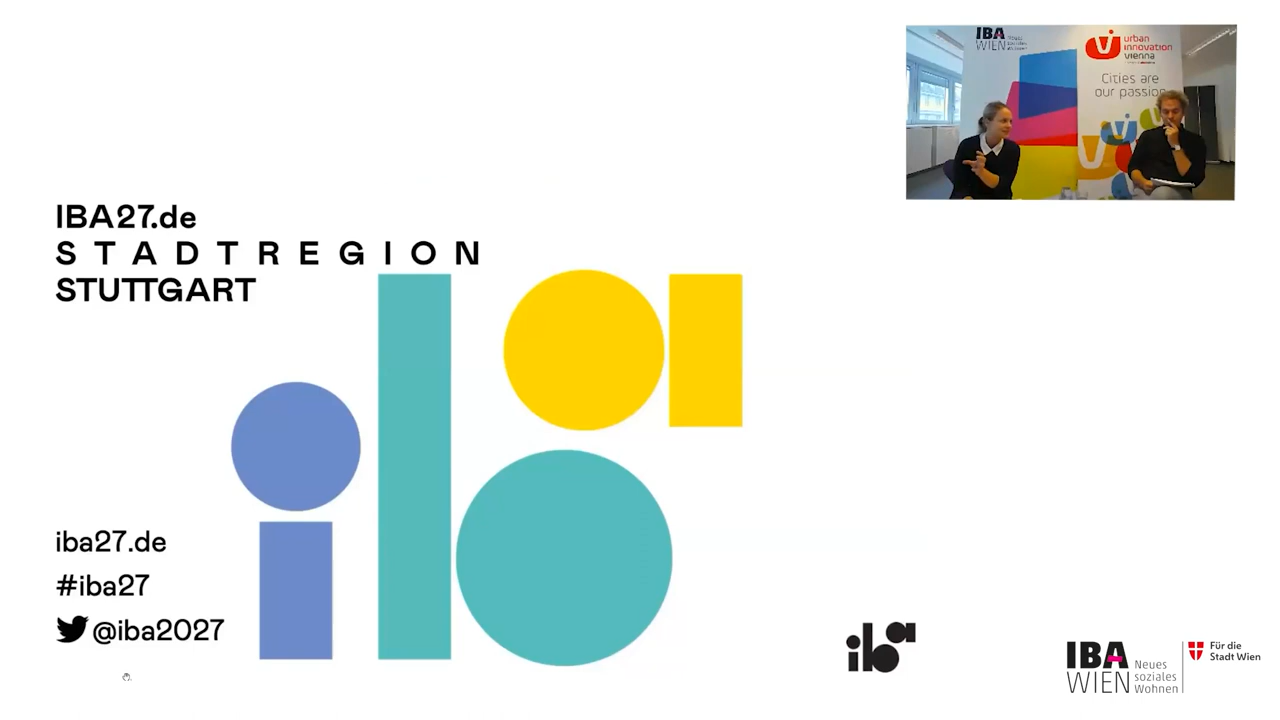 IBA27.de
STADTREGION
STUTTGART
iba
iba27.de
#iba27
@iba2027
IBA
WIEN
urban
innovation
vienna
Cities are
our passion
iba
IBA
WIEN
Neues
soziales
Wohnen
Für die
Stadt Wien